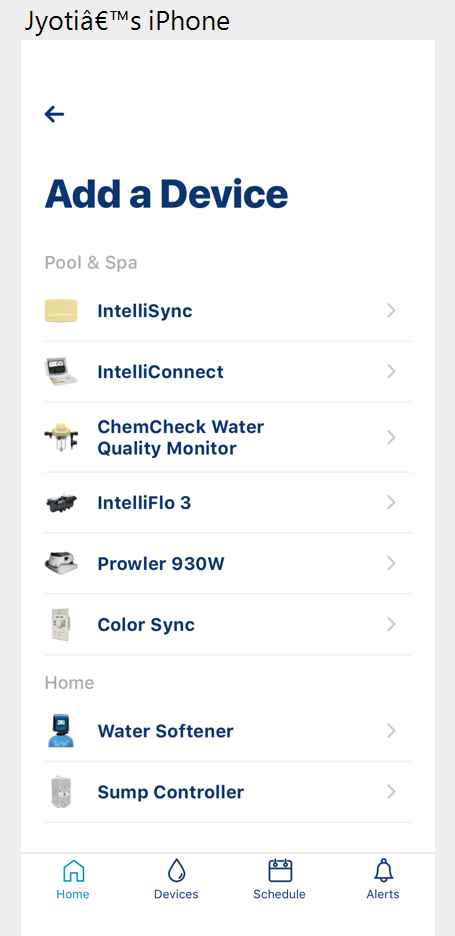 Jyotiâ€™s iPhone
Add a Device
Pool & Spa
IntelliSync
IntelliConnect
ChemCheck Water
Quality Monitor
IntelliFlo 3
Prowler 930W
Color Sync
Home
Water Softener
Sump Controller
Home
Devices
Schedule
Alerts